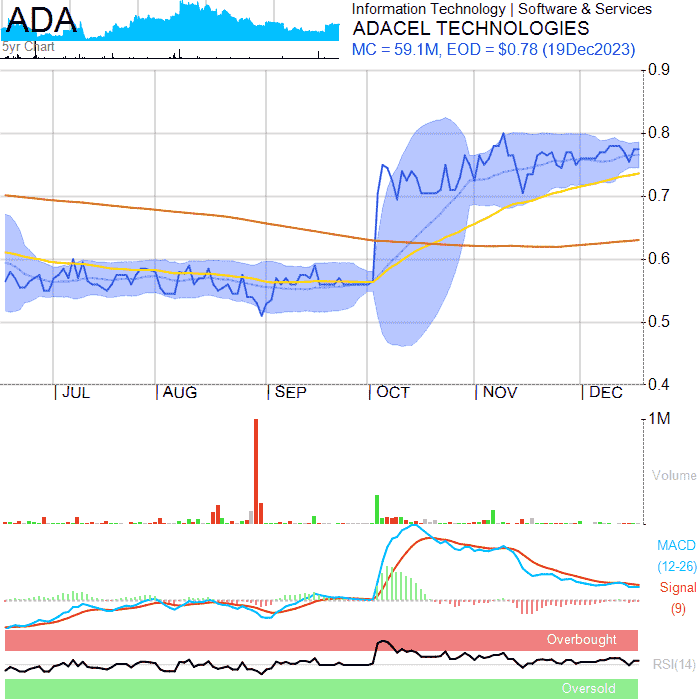 ADA
5yr Chart
Information Technology | Software & Services
ADACEL TECHNOLOGIES
MC = 59.1M, EOD = $0.78 (19Dec2023)
0.9
0.8
0.7
0.6
0.5
0.4
JUL AUG SEP OCT NOV DEC
1M
Volume
MACD
(12-26)
Signal
(9)
Overbought
RSI(14)
Oversold